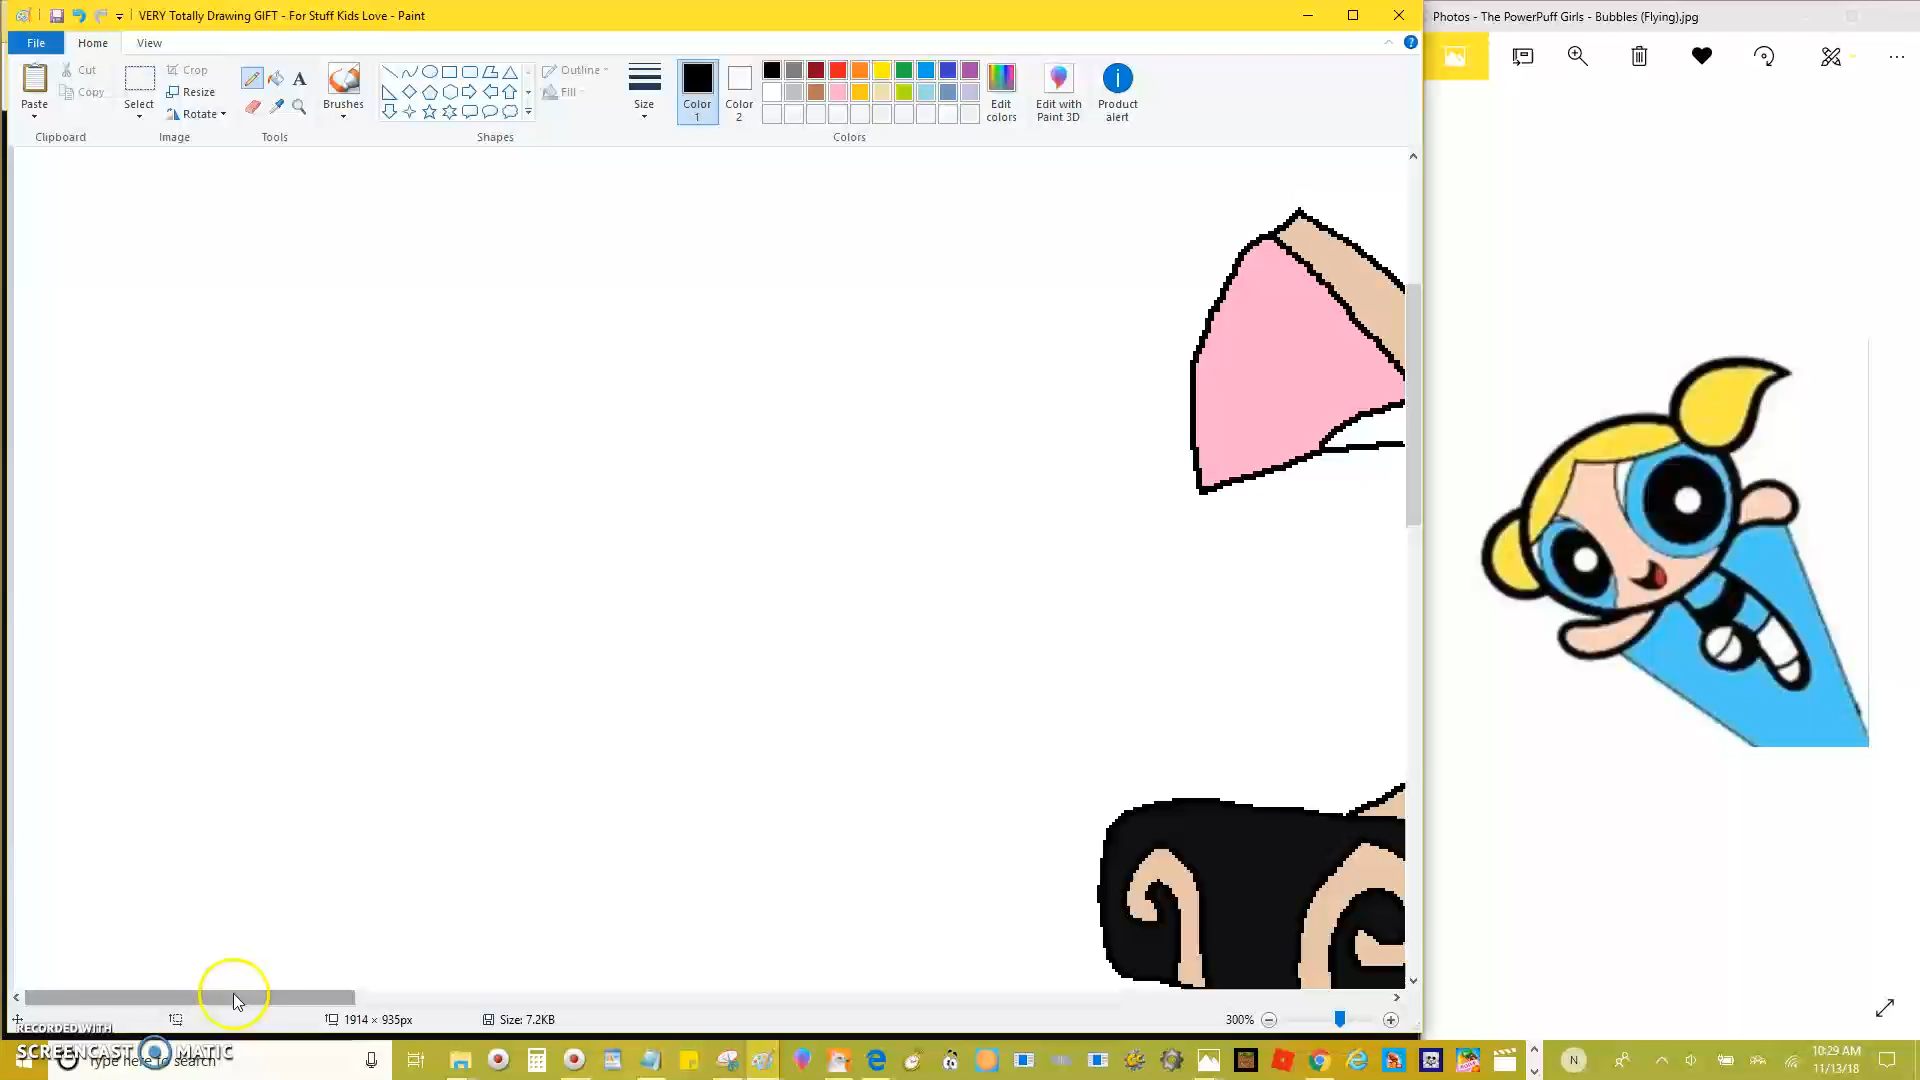 VERY Totally Drawing GIFT - For Stuff Kids Love - Paint
Photos - The PowerPuff Girls - Bubbles (Flying).jpg
File
Home
View
Paste
Cut
Copy
Clipboard
Select
Crop
Resize
Rotate
Image
A
Tools
Brushes
Outline
Fill
Shapes
Size
Color 1
Color 2
Edit colors
Colors
Edit with Paint 3D
Product alert
1914 × 935px
Size: 7.2KB
300%
RECORDED WITH
SCREENCAST MATIC
Type here to search
N
10:29 AM
11/13/18